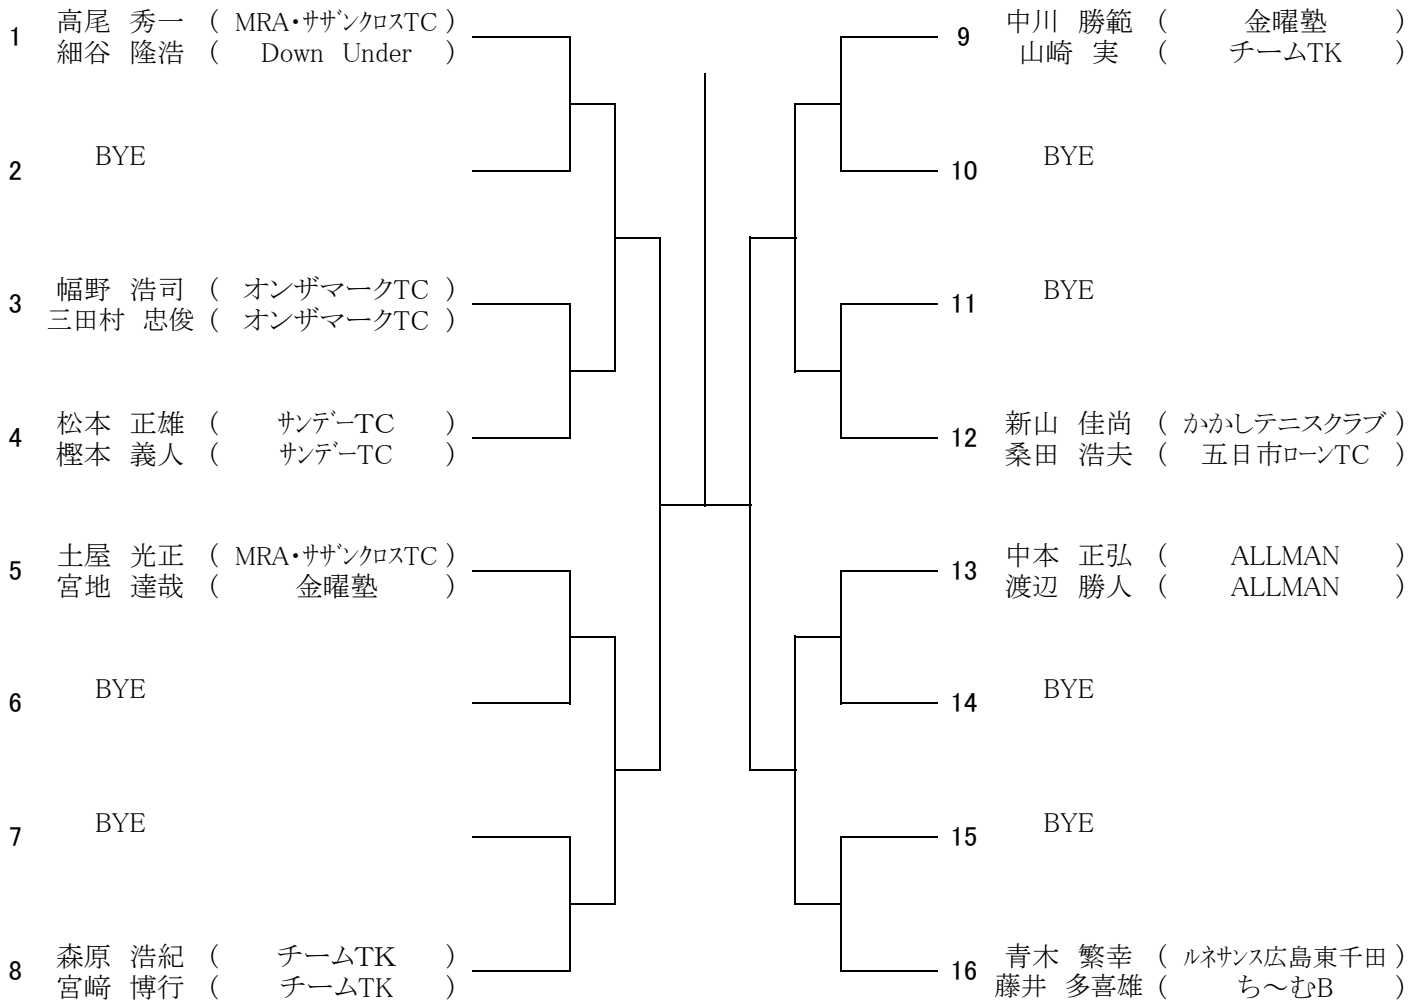 1 高尾 秀一 ( MRA・ｻｻﾞﾝｸﾛｽTC )
細谷 隆浩 ( Down Under )
2 BYE
3 幅野 浩司 ( オンザマークTC )
三田村 忠俊 ( オンザマークTC )
4 松本 正雄 ( ｻﾝﾃﾞｰTC )
樫本 義人 ( ｻﾝﾃﾞｰTC )
5 土屋 光正 ( MRA・ｻｻﾞﾝｸﾛｽTC )
宮地 達哉 ( 金曜塾 )
6 BYE
7 BYE
8 森原 浩紀 ( チームTK )
宮﨑 博行 ( チームTK )
9 中川 勝範 ( 金曜塾 )
山崎 実 ( チームTK )
10 BYE
11 BYE
12 新山 佳尚 ( かかしテニスクラブ )
桑田 浩夫 ( 五日市ﾛｰﾝTC )
13 中本 正弘 ( ALLMAN )
渡辺 勝人 ( ALLMAN )
14 BYE
15 BYE
16 青木 繁幸 ( ﾙﾈｻﾝｽ広島東千田 )
藤井 多喜雄 ( ち～むB )